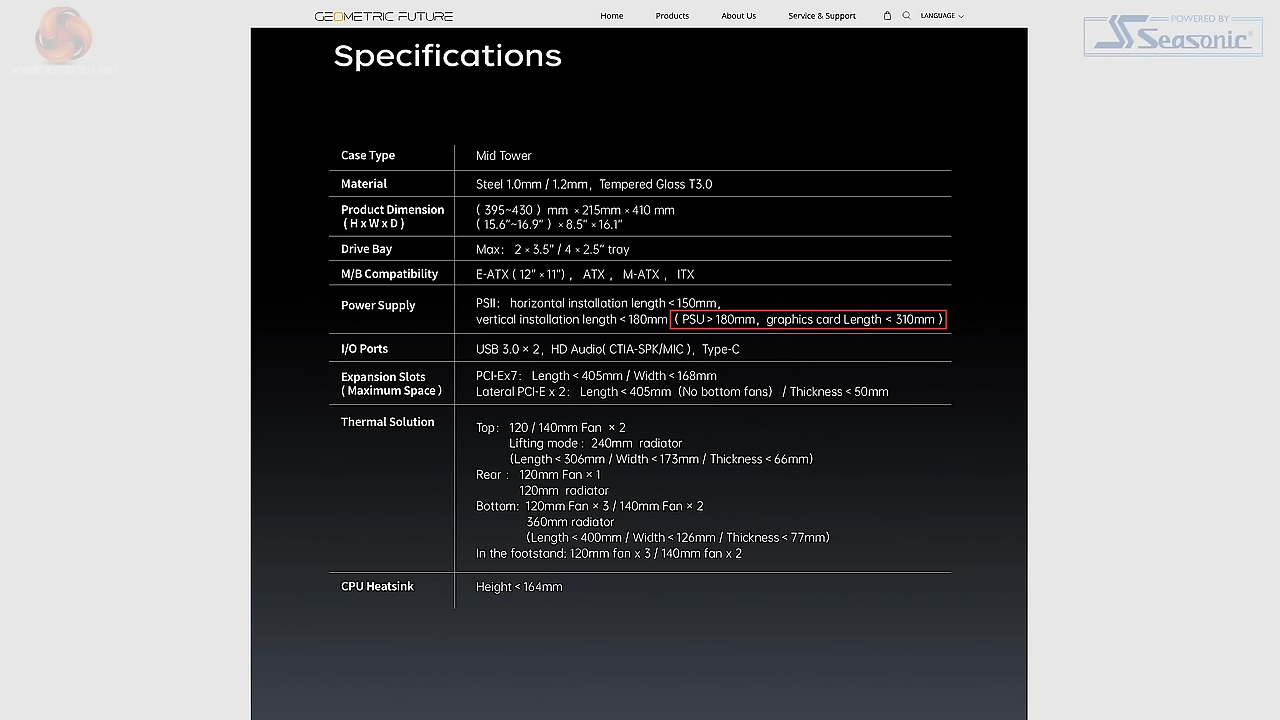 GEOMETRIC FUTURE
Home Products About Us Service & Support LANGUAGE
POWERED BY
Seasonic®
Specifications
Case Type Mid Tower
Material Steel 1.0mm / 1.2mm, Tempered Glass T3.0
Product Dimension ( 395~430 ) mm × 215mm × 410 mm
( H x W x D ) ( 15.6"~16.9" ) × 8.5" × 16.1"
Drive Bay Max: 2 × 3.5" / 4 × 2.5" tray
M/B Compatibility E-ATX ( 12" × 11") , ATX , M-ATX , ITX
Power Supply PSII: horizontal installation length < 150mm,
vertical installation length < 180mm ( PSU > 180mm, graphics card Length < 310mm )
I/O Ports USB 3.0 × 2, HD Audio( CTIA-SPK/MIC ), Type-C
Expansion Slots PCI-Ex7: Length < 405mm / Width < 168mm
( Maximum Space ) Lateral PCI-E x 2: Length < 405mm (No bottom fans) / Thickness < 50mm
Thermal Solution Top: 120 / 140mm Fan × 2
Lifting mode : 240mm radiator
(Length < 306mm / Width < 173mm / Thickness < 66mm)
Rear : 120mm Fan × 1
120mm radiator
Bottom: 120mm Fan × 3 / 140mm Fan × 2
360mm radiator
(Length < 400mm / Width < 126mm / Thickness < 77mm)
In the footstand: 120mm fan x 3 / 140mm fan x 2
CPU Heatsink Height < 164mm